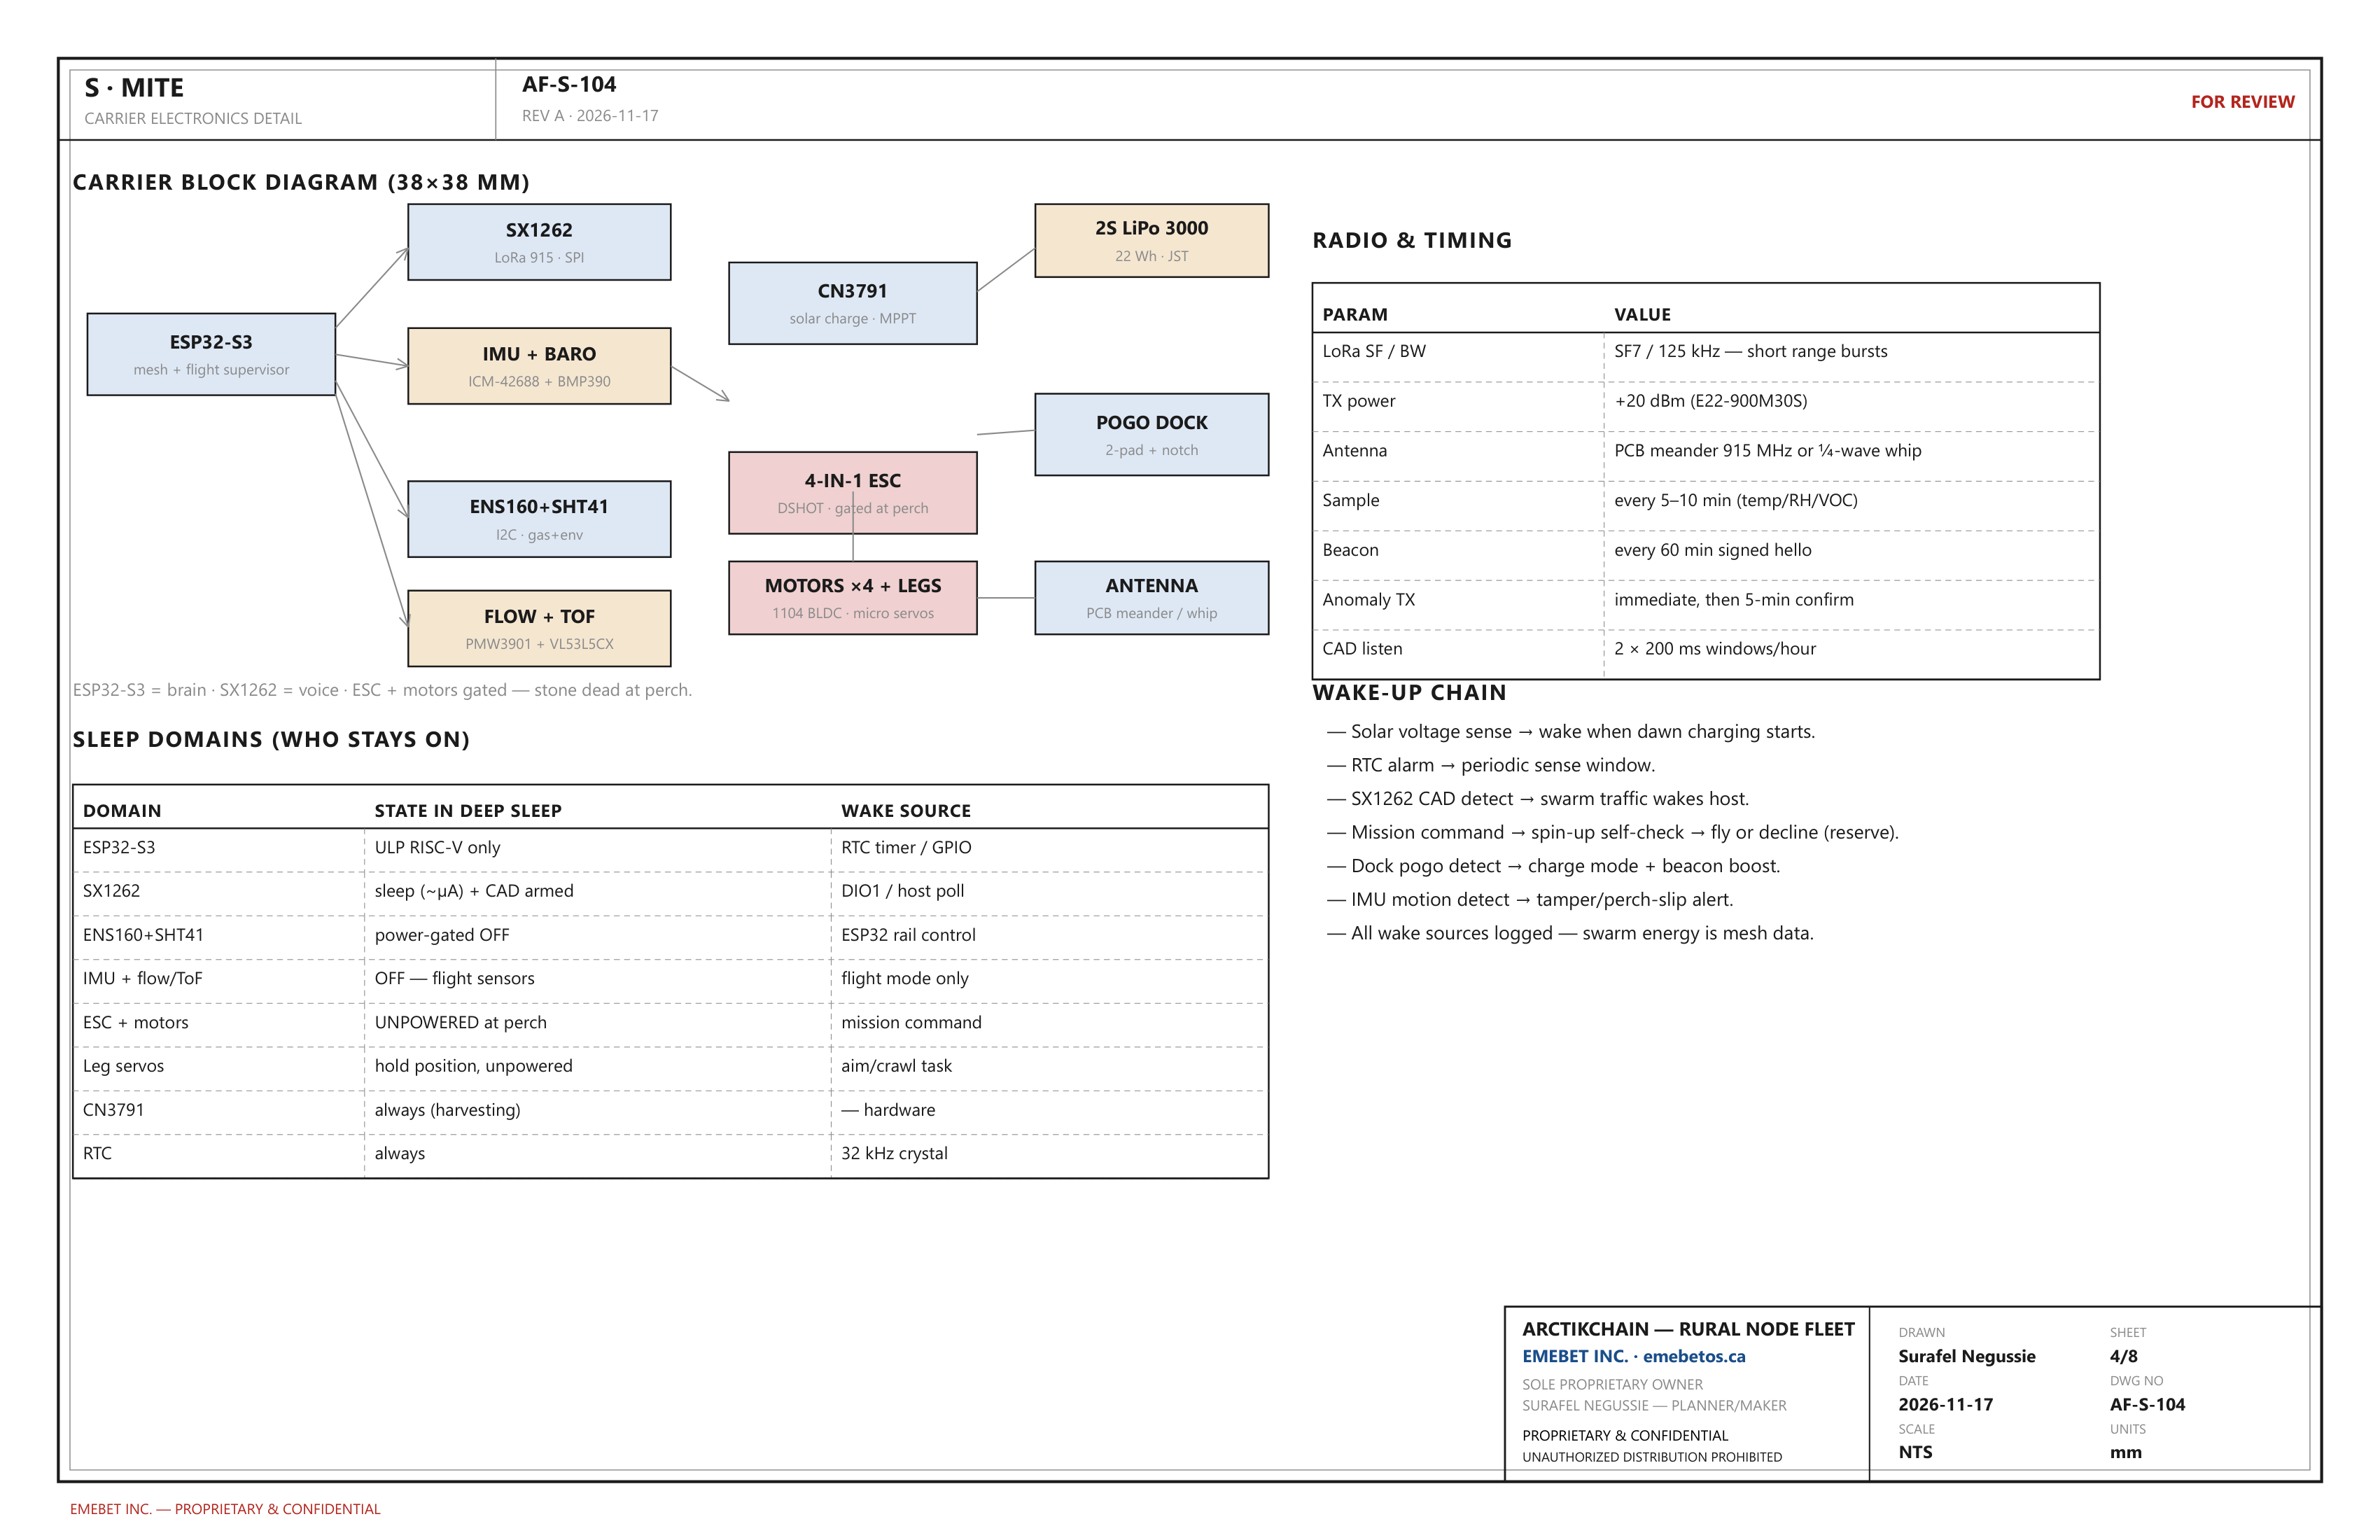 S · MITE
CARRIER ELECTRONICS DETAIL
AF-S-104
REV A · 2026-11-17
FOR REVIEW
CARRIER BLOCK DIAGRAM (38×38 MM)
ESP32-S3
mesh + flight supervisor
SX1262
LoRa 915 · SPI
IMU + BARO
ICM-42688 + BMP390
ENS160+SHT41
I2C · gas+env
FLOW + TOF
PMW3901 + VL53L5CX
CN3791
solar charge · MPPT
4-IN-1 ESC
DSHOT · gated at perch
MOTORS ×4 + LEGS
1104 BLDC · micro servos
2S LiPo 3000
22 Wh · JST
POGO DOCK
2-pad + notch
ANTENNA
PCB meander / whip
ESP32-S3 = brain · SX1262 = voice · ESC + motors gated — stone dead at perch.
SLEEP DOMAINS (WHO STAYS ON)
DOMAIN STATE IN DEEP SLEEP WAKE SOURCE
ESP32-S3 ULP RISC-V only RTC timer / GPIO
SX1262 sleep (~µA) + CAD armed DIO1 / host poll
ENS160+SHT41 power-gated OFF ESP32 rail control
IMU + flow/ToF OFF — flight sensors flight mode only
ESC + motors UNPOWERED at perch mission command
Leg servos hold position, unpowered aim/crawl task
CN3791 always (harvesting) — hardware
RTC always 32 kHz crystal
RADIO & TIMING
PARAM VALUE
LoRa SF / BW SF7 / 125 kHz — short range bursts
TX power +20 dBm (E22-900M30S)
Antenna PCB meander 915 MHz or ¼-wave whip
Sample every 5–10 min (temp/RH/VOC)
Beacon every 60 min signed hello
Anomaly TX immediate, then 5-min confirm
CAD listen 2 × 200 ms windows/hour
WAKE-UP CHAIN
— Solar voltage sense → wake when dawn charging starts.
— RTC alarm → periodic sense window.
— SX1262 CAD detect → swarm traffic wakes host.
— Mission command → spin-up self-check → fly or decline (reserve).
— Dock pogo detect → charge mode + beacon boost.
— IMU motion detect → tamper/perch-slip alert.
— All wake sources logged — swarm energy is mesh data.
ARCTIKCHAIN — RURAL NODE FLEET
EMEBET INC. · emebetos.ca
SOLE PROPRIETARY OWNER
SURAFEL NEGUSSIE — PLANNER/MAKER
PROPRIETARY & CONFIDENTIAL
UNAUTHORIZED DISTRIBUTION PROHIBITED
DRAWN SHEET
Surafel Negussie 4/8
DATE DWG NO
2026-11-17 AF-S-104
SCALE UNITS
NTS mm
EMEBET INC. — PROPRIETARY & CONFIDENTIAL